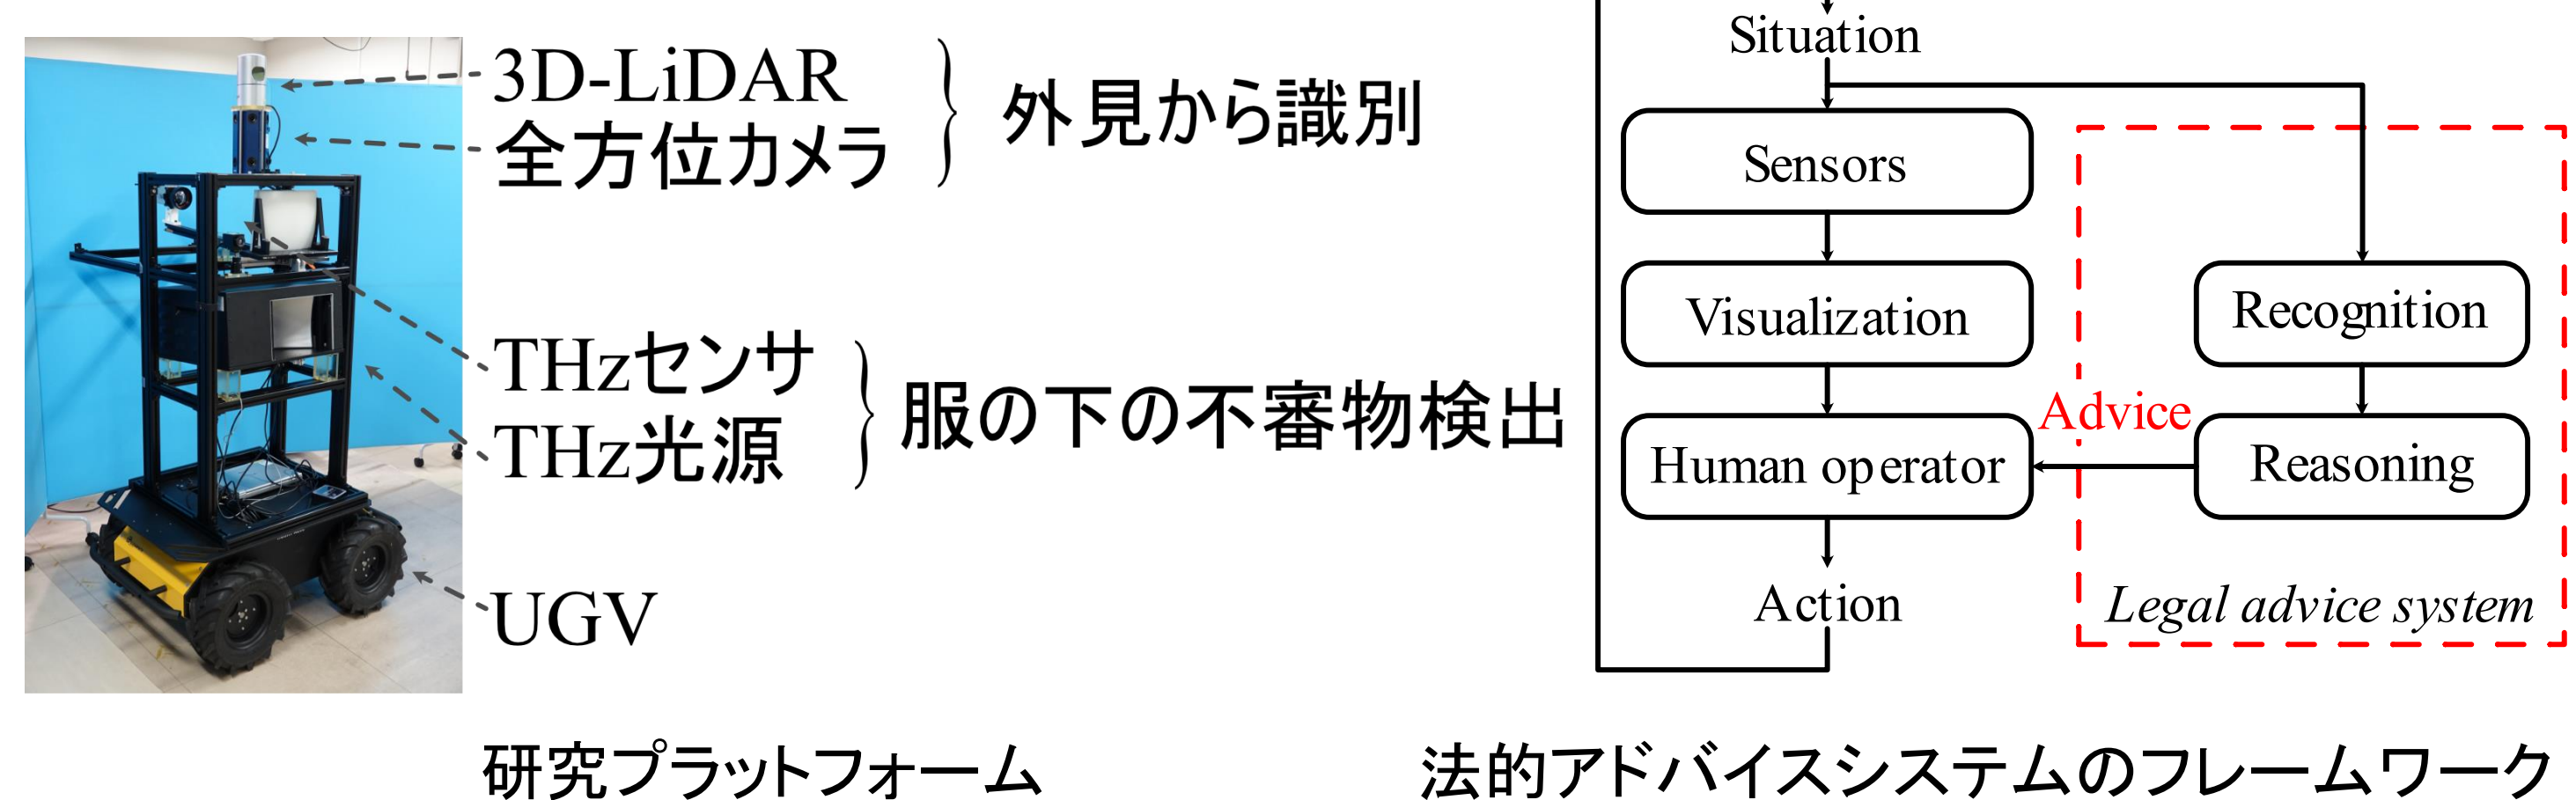 3D-LiDAR
全方位カメラ
外見から識別
THzセンサ
THz光源
服の下の不審物検出
UGV
研究プラットフォーム
Situation
Sensors
Visualization
Human operator
Action
Recognition
Advice
Reasoning
Legal advice system
法的アドバイスシステムのフレームワーク